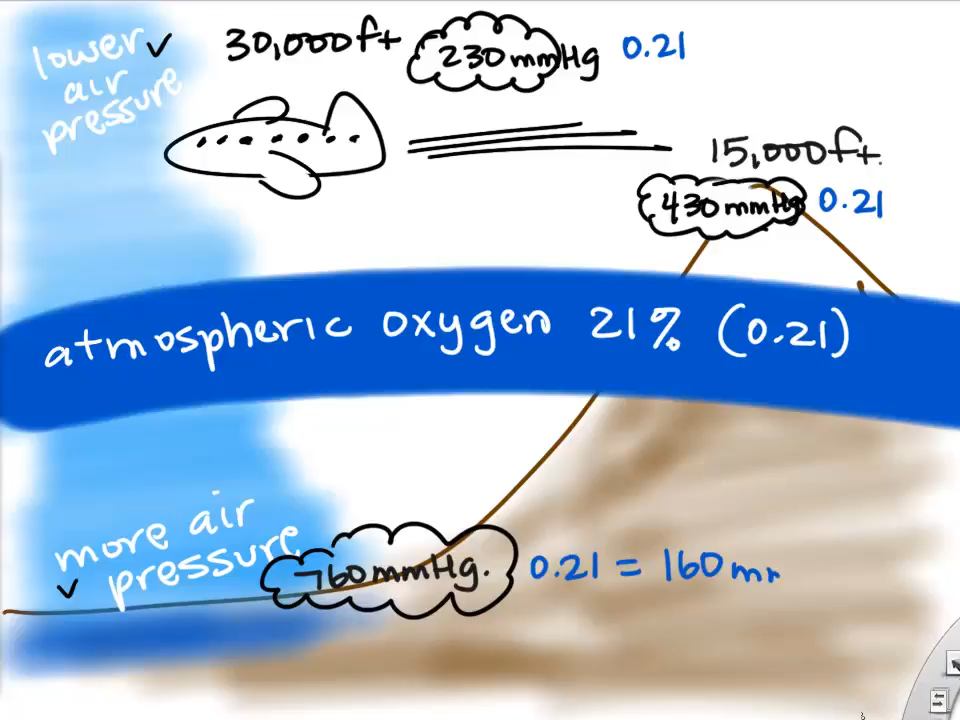 lower
air
pressure
30,000ft 230mmHg 0.21
15,000ft.
430mmHg 0.21
atmospheric oxygen 21% (0.21)
more air
pressure
760mmHg. 0.21 = 160mm